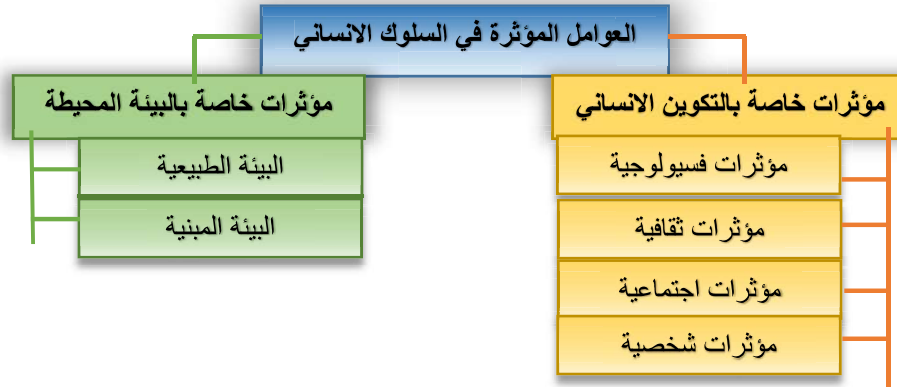 العوامل المؤثرة في السلوك الانساني
مؤثرات خاصة بالتكوين الانساني
مؤثرات فسيولوجية
مؤثرات ثقافية
مؤثرات اجتماعية
مؤثرات شخصية
مؤثرات خاصة بالبيئة المحيطة
البيئة الطبيعية
البيئة المبنية